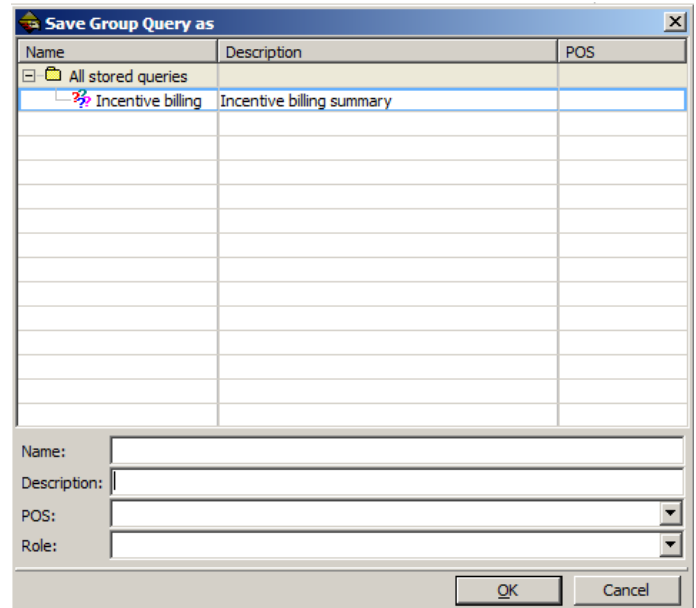 Save Group Query as
Name Description POS
All stored queries
Incentive billing Incentive billing summary
Name:
Description:
POS:
Role:
OK Cancel